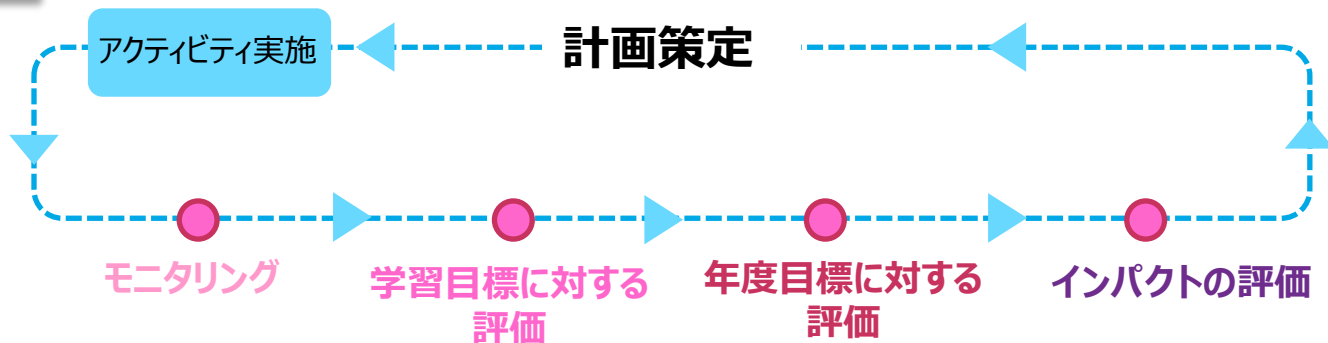 アクティビティ実施
計画策定
モニタリング
学習目標に対する
評価
年度目標に対する
評価
インパクトの評価